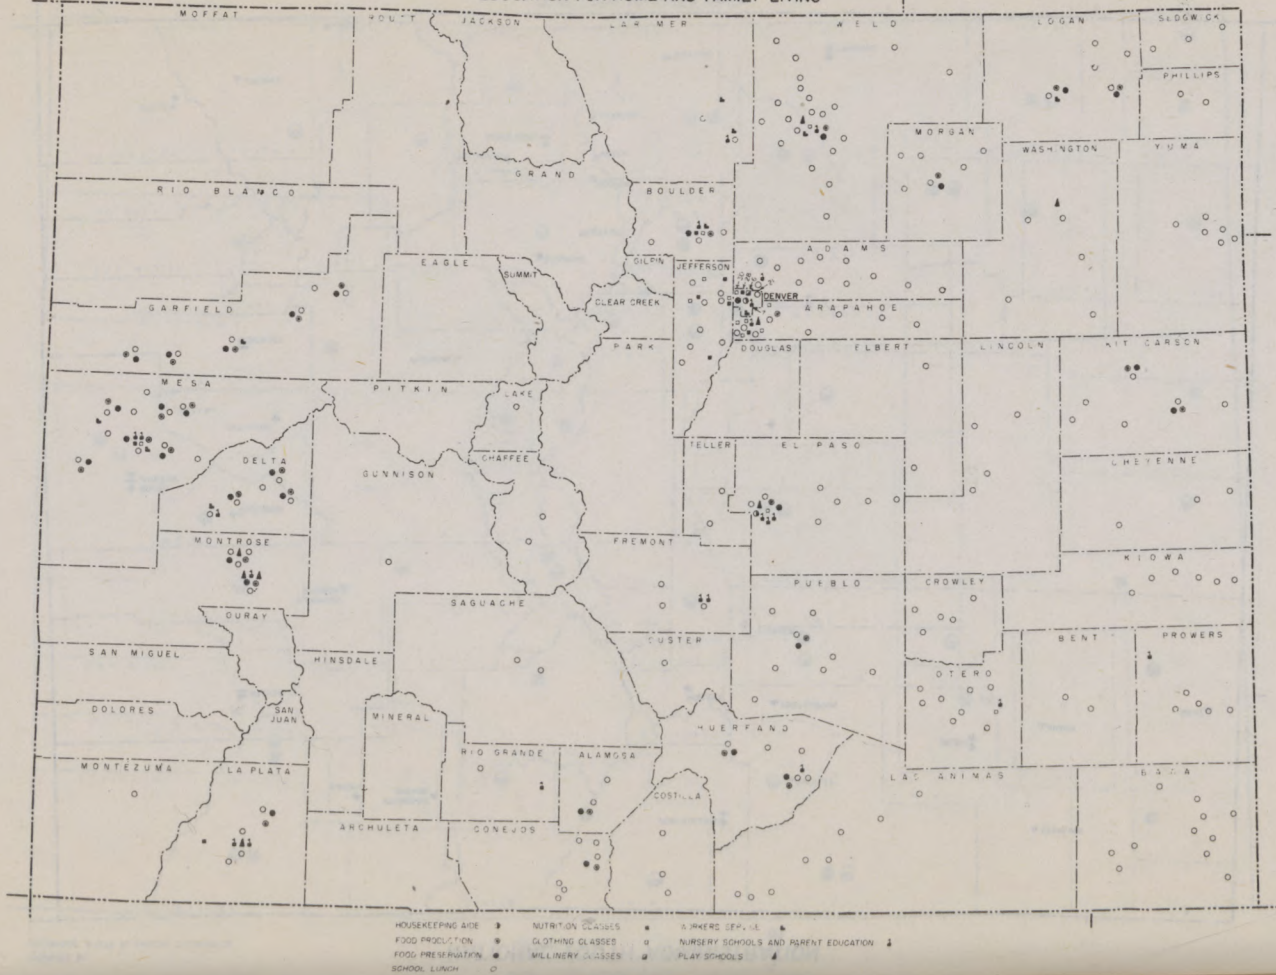 MOFFAT ROUTT JACKSON LARIMER WELD LOGAN SEDGWICK
PHILLIPS
MORGAN
WASHINGTON YUMA
GRAND
RIO BLANCO BOULDER
ADAMS
EAGLE SUMMIT GILPIN JEFFERSON
CLEAR CREEK DENVER
GARFIELD ARAPAHOE
PARK DOUGLAS ELBERT LINCOLN KIT CARSON
MESA PITKIN LAKE
TELLER EL PASO
DELTA GUNNISON CHAFFEE CHEYENNE
MONTROSE FREMONT
KIOWA
PUEBLO CROWLEY
SAGUACHE
OURAY
CUSTER BENT PROWERS
SAN MIGUEL HINSDALE
OTERO
DOLORES SAN JUAN MINERAL
HUERFANO
RIO GRANDE ALAMOSA
MONTEZUMA LA PLATA LAS ANIMAS BACA
COSTILLA
ARCHULETA CONEJOS
HOUSEKEEPING AIDE NUTRITION CLASSES WORKERS SERVICE
FOOD PRODUCTION CLOTHING CLASSES NURSERY SCHOOLS AND PARENT EDUCATION
FOOD PRESERVATION MILLINERY CLASSES PLAY SCHOOLS
SCHOOL LUNCH